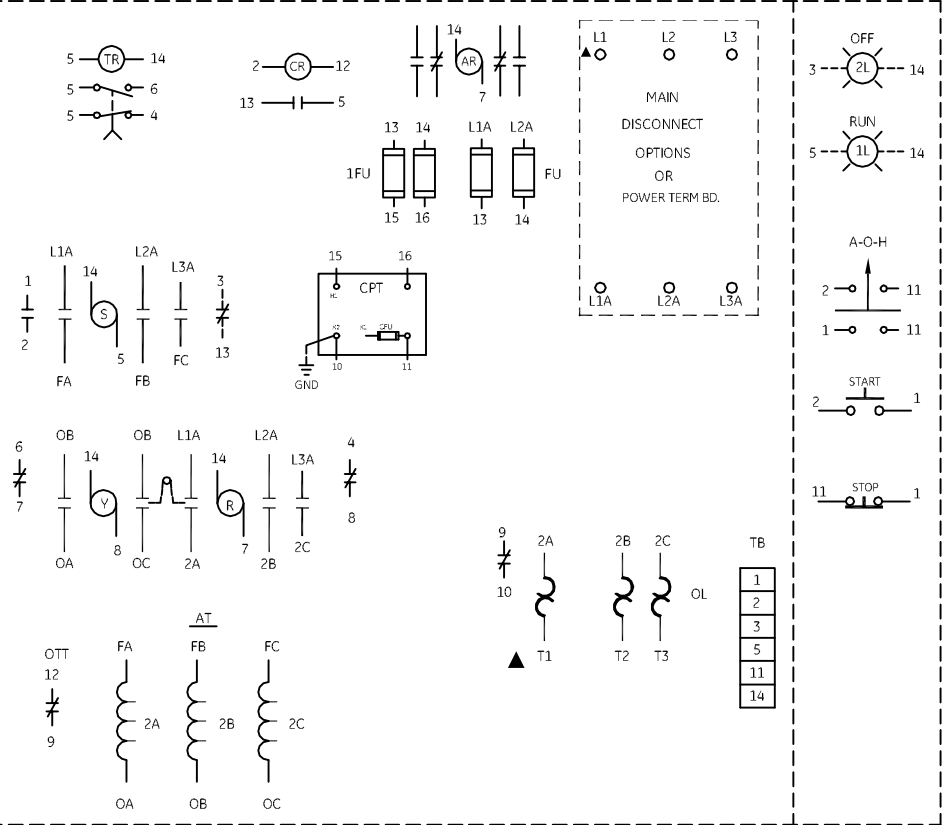 5 TR 14
5 6
5 4
2 CR 12
13 5
14
AR
7
L1 L2 L3
MAIN
DISCONNECT
OPTIONS
OR
POWER TERM BD.
L1A L2A L3A
13 14 L1A L2A
1FU FU
15 16 13 14
OFF
3 2L 14
RUN
5 1L 14
A-O-H
2 11
1 11
START
2 1
STOP
11 1
L1A L2A L3A
1 14 3
S
2 5 13
FA FB FC
15 16
CPT
H1
X2 X1 CFU
10 11
GND
OB OB L1A L2A L3A
6 14 14 4
Y R
7 8 7 8
OA OC 2A 2B 2C
9 2A 2B 2C
10 OL
T1 T2 T3
TB
1
2
3
5
11
14
AT
OTT FA FB FC
12
2A 2B 2C
9
OA OB OC